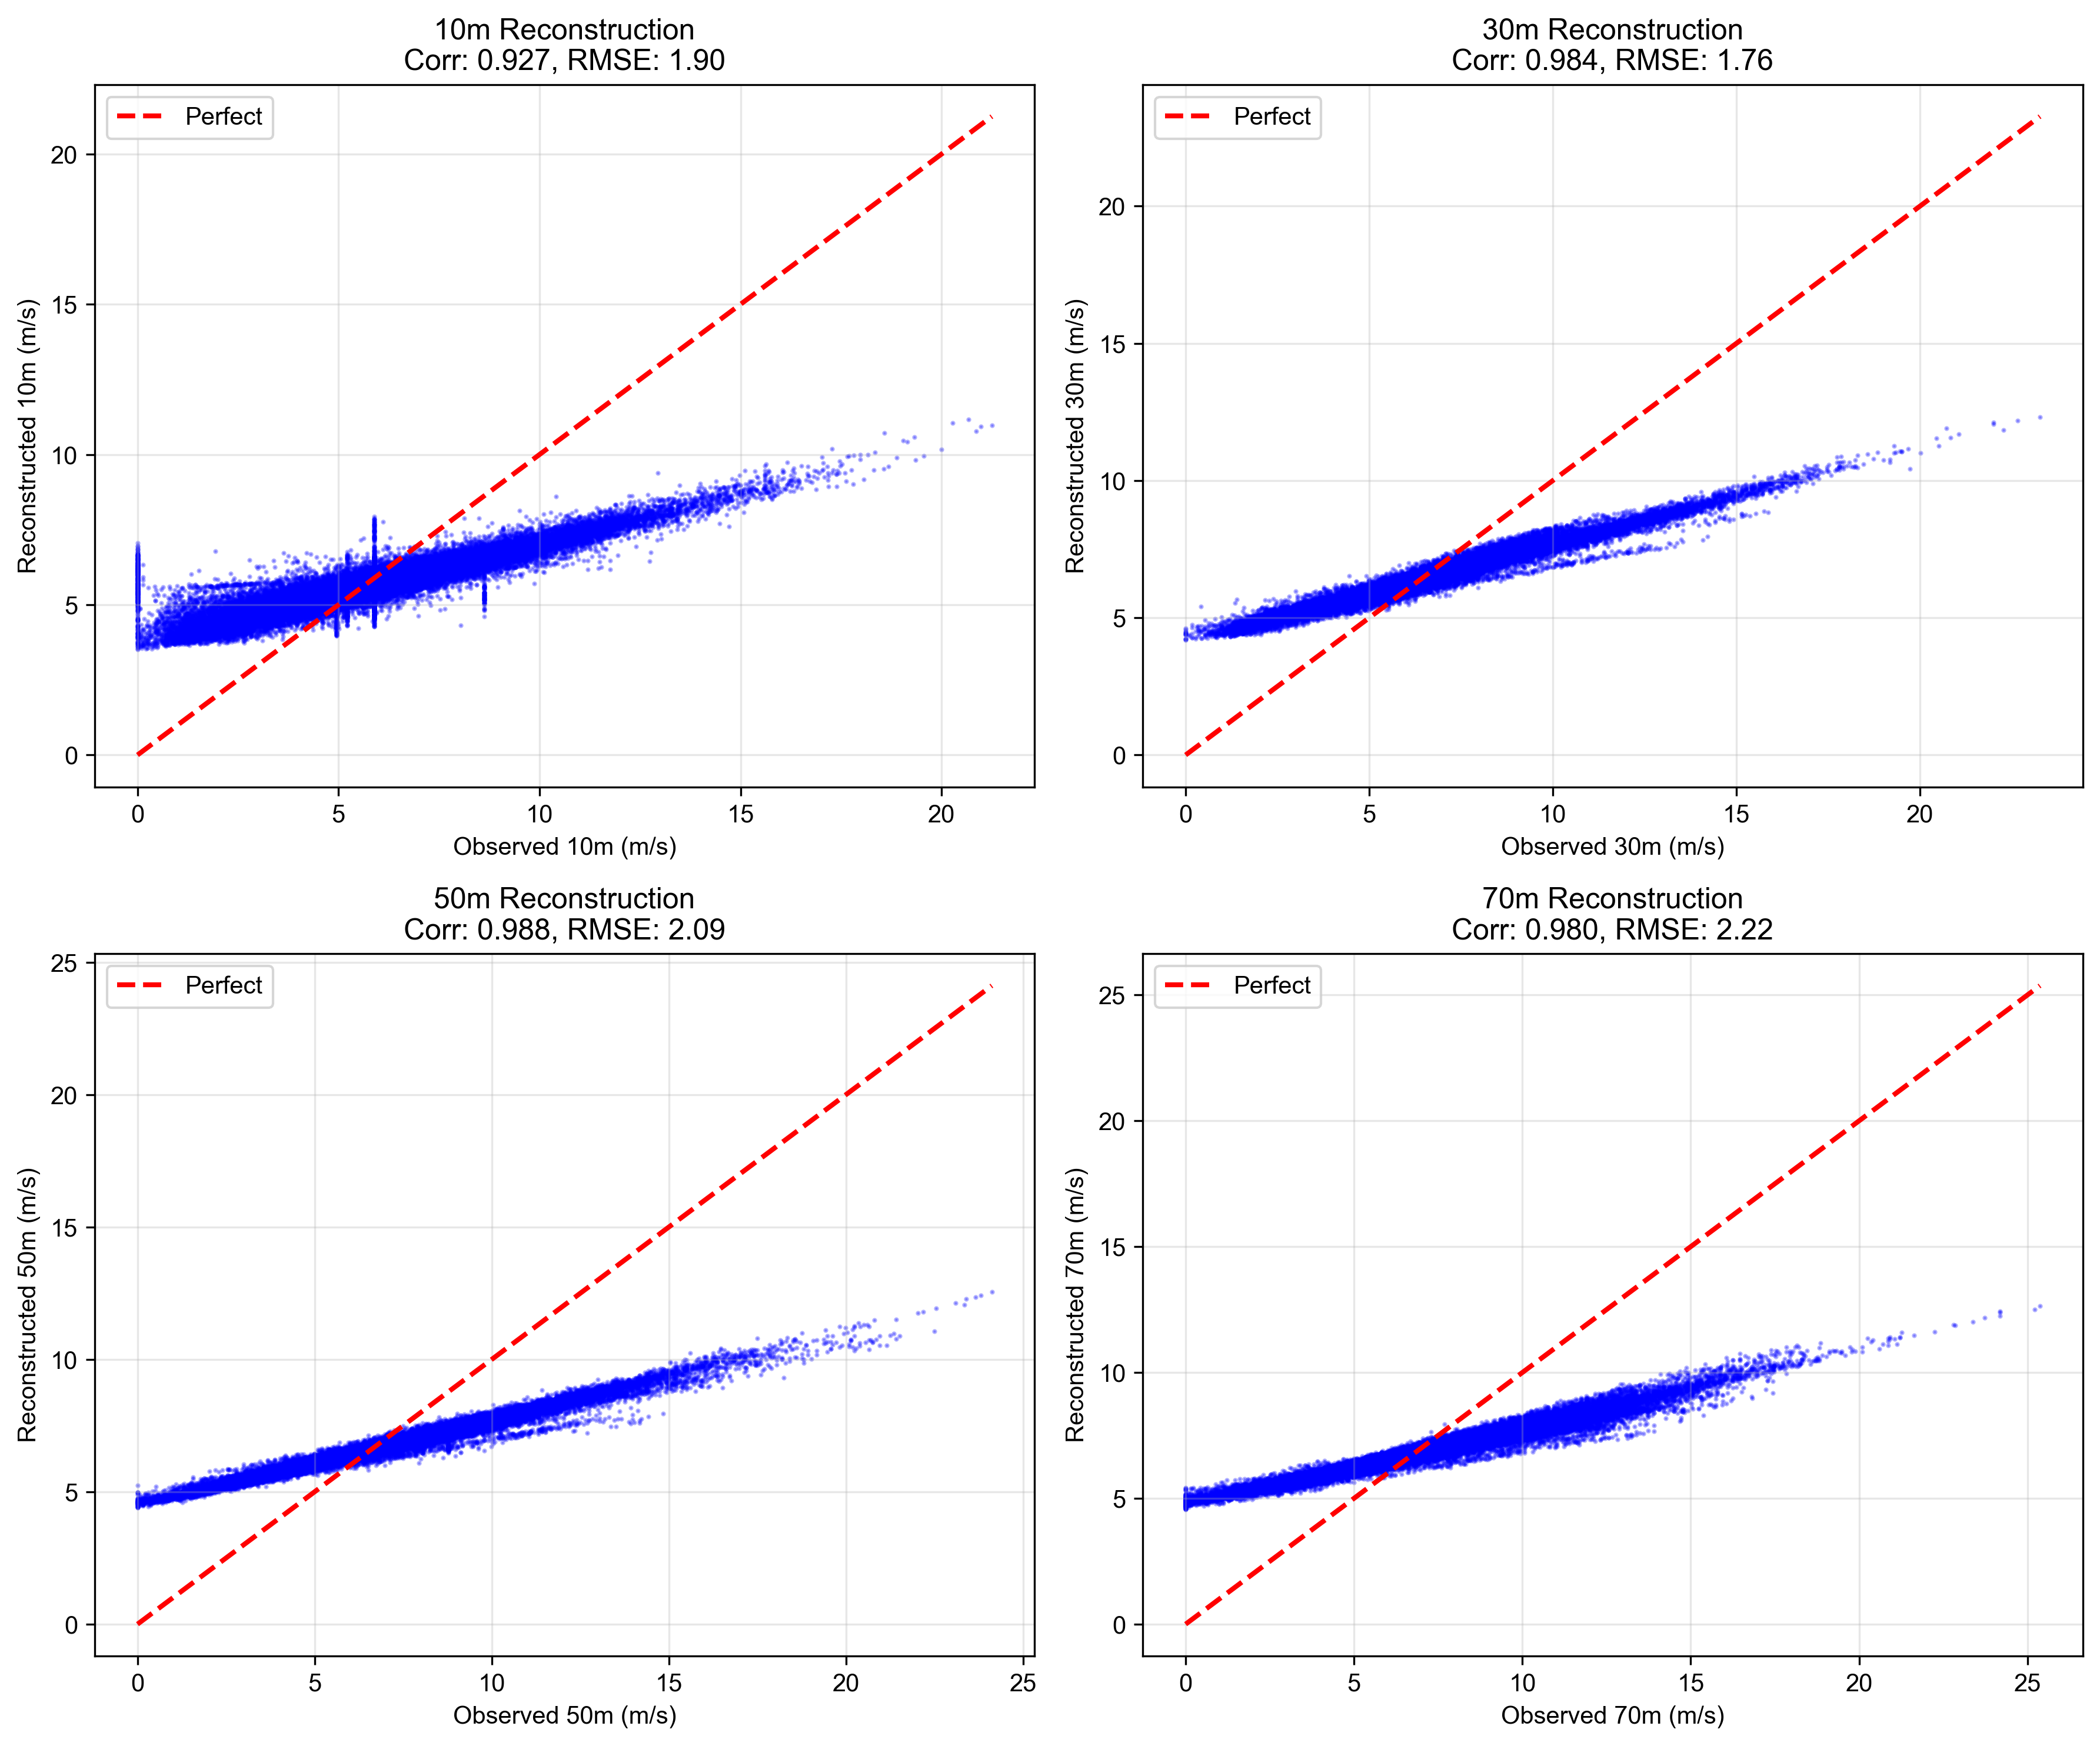 10m Reconstruction
Corr: 0.927, RMSE: 1.90
Perfect
20
15
10
5
0
Reconstructed 10m (m/s)
0 5 10 15 20
Observed 10m (m/s)
30m Reconstruction
Corr: 0.984, RMSE: 1.76
Perfect
20
15
10
5
0
Reconstructed 30m (m/s)
0 5 10 15 20
Observed 30m (m/s)
50m Reconstruction
Corr: 0.988, RMSE: 2.09
Perfect
25
20
15
10
5
0
Reconstructed 50m (m/s)
0 5 10 15 20 25
Observed 50m (m/s)
70m Reconstruction
Corr: 0.980, RMSE: 2.22
Perfect
25
20
15
10
5
0
Reconstructed 70m (m/s)
0 5 10 15 20 25
Observed 70m (m/s)